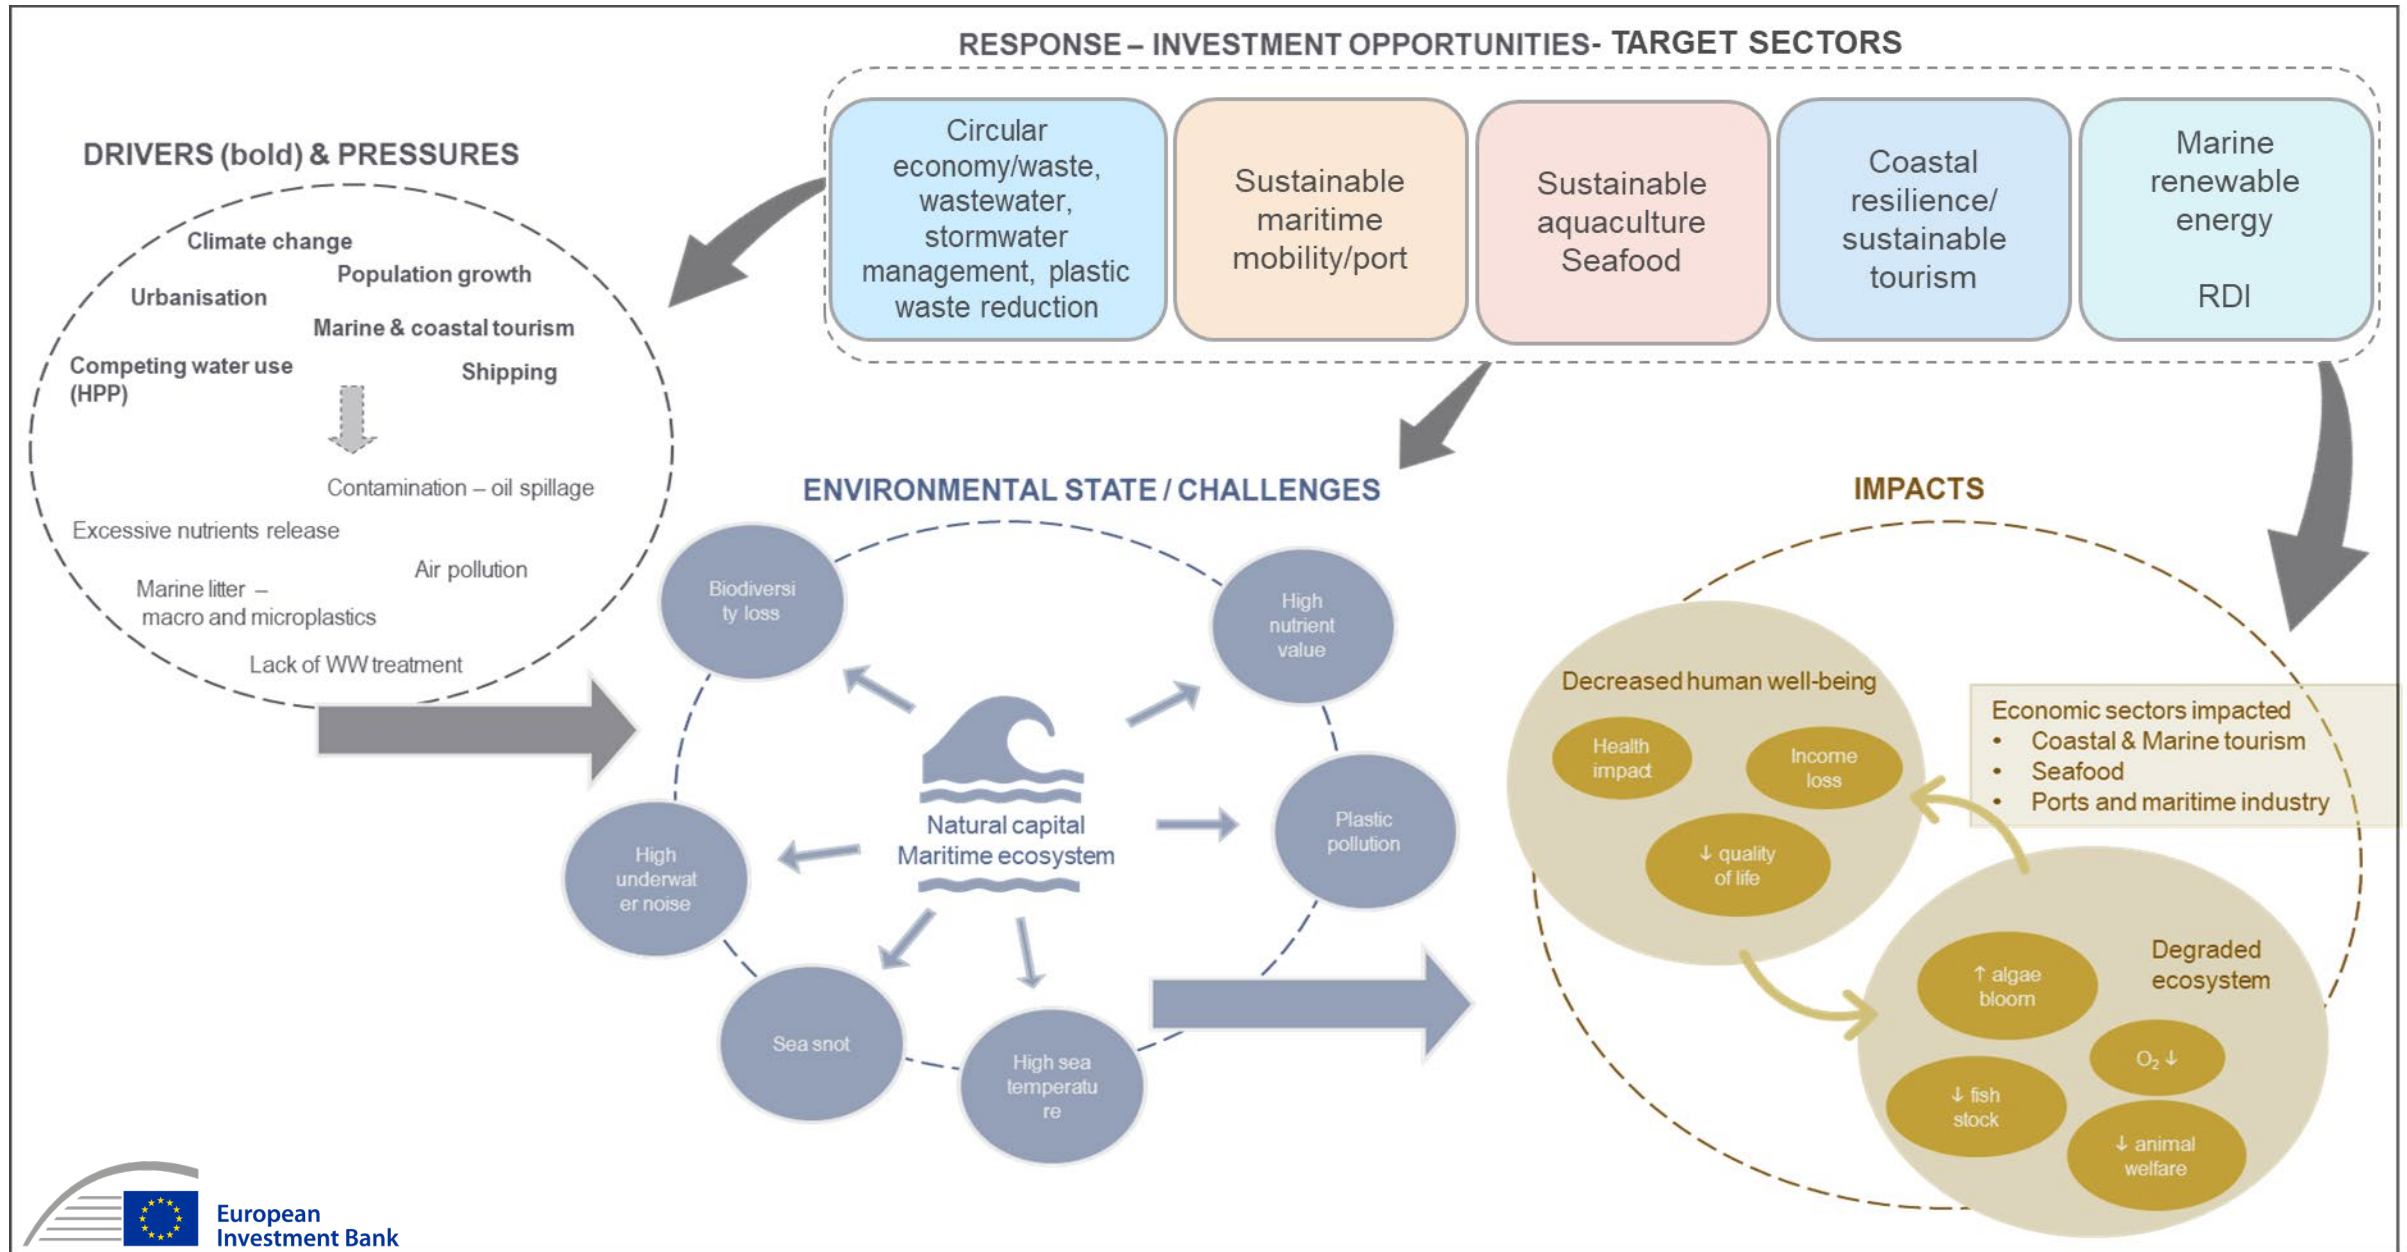 RESPONSE – INVESTMENT OPPORTUNITIES- TARGET SECTORS
Circular
economy/waste,
wastewater,
stormwater
management, plastic
waste reduction
Sustainable
maritime
mobility/port
Sustainable
aquaculture
Seafood
Coastal
resilience/
sustainable
tourism
Marine
renewable
energy
RDI
DRIVERS (bold) & PRESSURES
Climate change
Population growth
Urbanisation
Marine & coastal tourism
Competing water use
(HPP)
Shipping
Contamination – oil spillage
Excessive nutrients release
Air pollution
Marine litter –
macro and microplastics
Lack of WW treatment
ENVIRONMENTAL STATE / CHALLENGES
Biodiversi
ty loss
High
nutrient
value
Plastic
pollution
High
underwat
er noise
Sea snot
High sea
temperatu
re
Natural capital
Maritime ecosystem
IMPACTS
Decreased human well-being
Health
impact
Income
loss
↓ quality
of life
Economic sectors impacted
• Coastal & Marine tourism
• Seafood
• Ports and maritime industry
Degraded
ecosystem
↑ algae
bloom
O₂ ↓
↓ fish
stock
↓ animal
welfare
European
Investment Bank